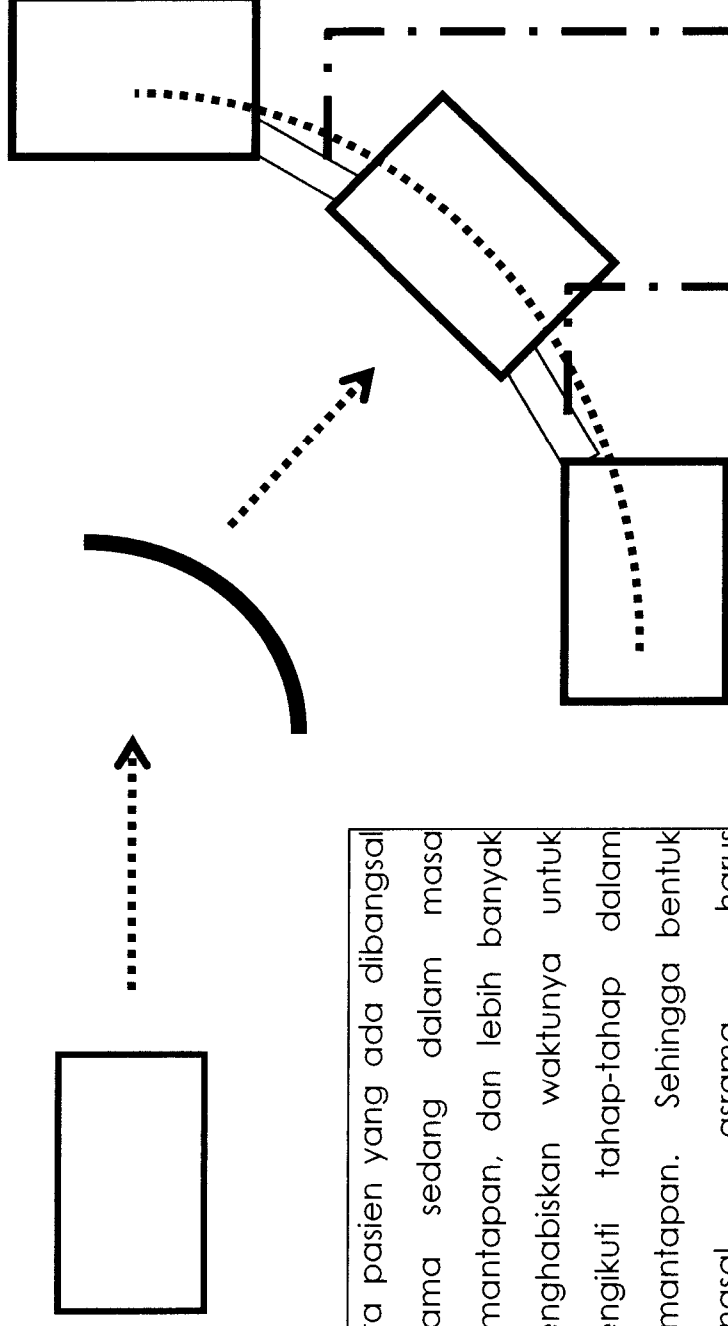 ra pasien yang ada dibangsal
ama sedang dalam masa
mantapan, dan lebih banyak
enghabiskan waktunya untuk
engikuti tahap-tahap dalam
mantapan. Sehingga bentuk
asrama harus